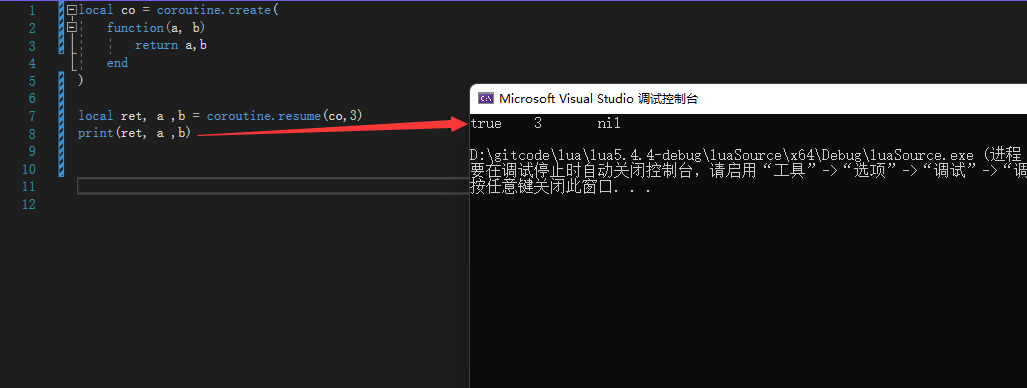 1 local co = coroutine.create(
2 function(a, b)
3 return a,b
4 end
5 )
6
7 local ret, a ,b = coroutine.resume(co,3)
8 print(ret, a ,b)
9
10
11
12
Microsoft Visual Studio 调试控制台
true 3 nil
D:\gitcode\lua\lua5.4.4-debug\luaSource\x64\Debug\luaSource.exe (进程
要在调试停止时自动关闭控制台，请启用“工具”->“选项”->“调试”->“调
按任意键关闭此窗口. . .